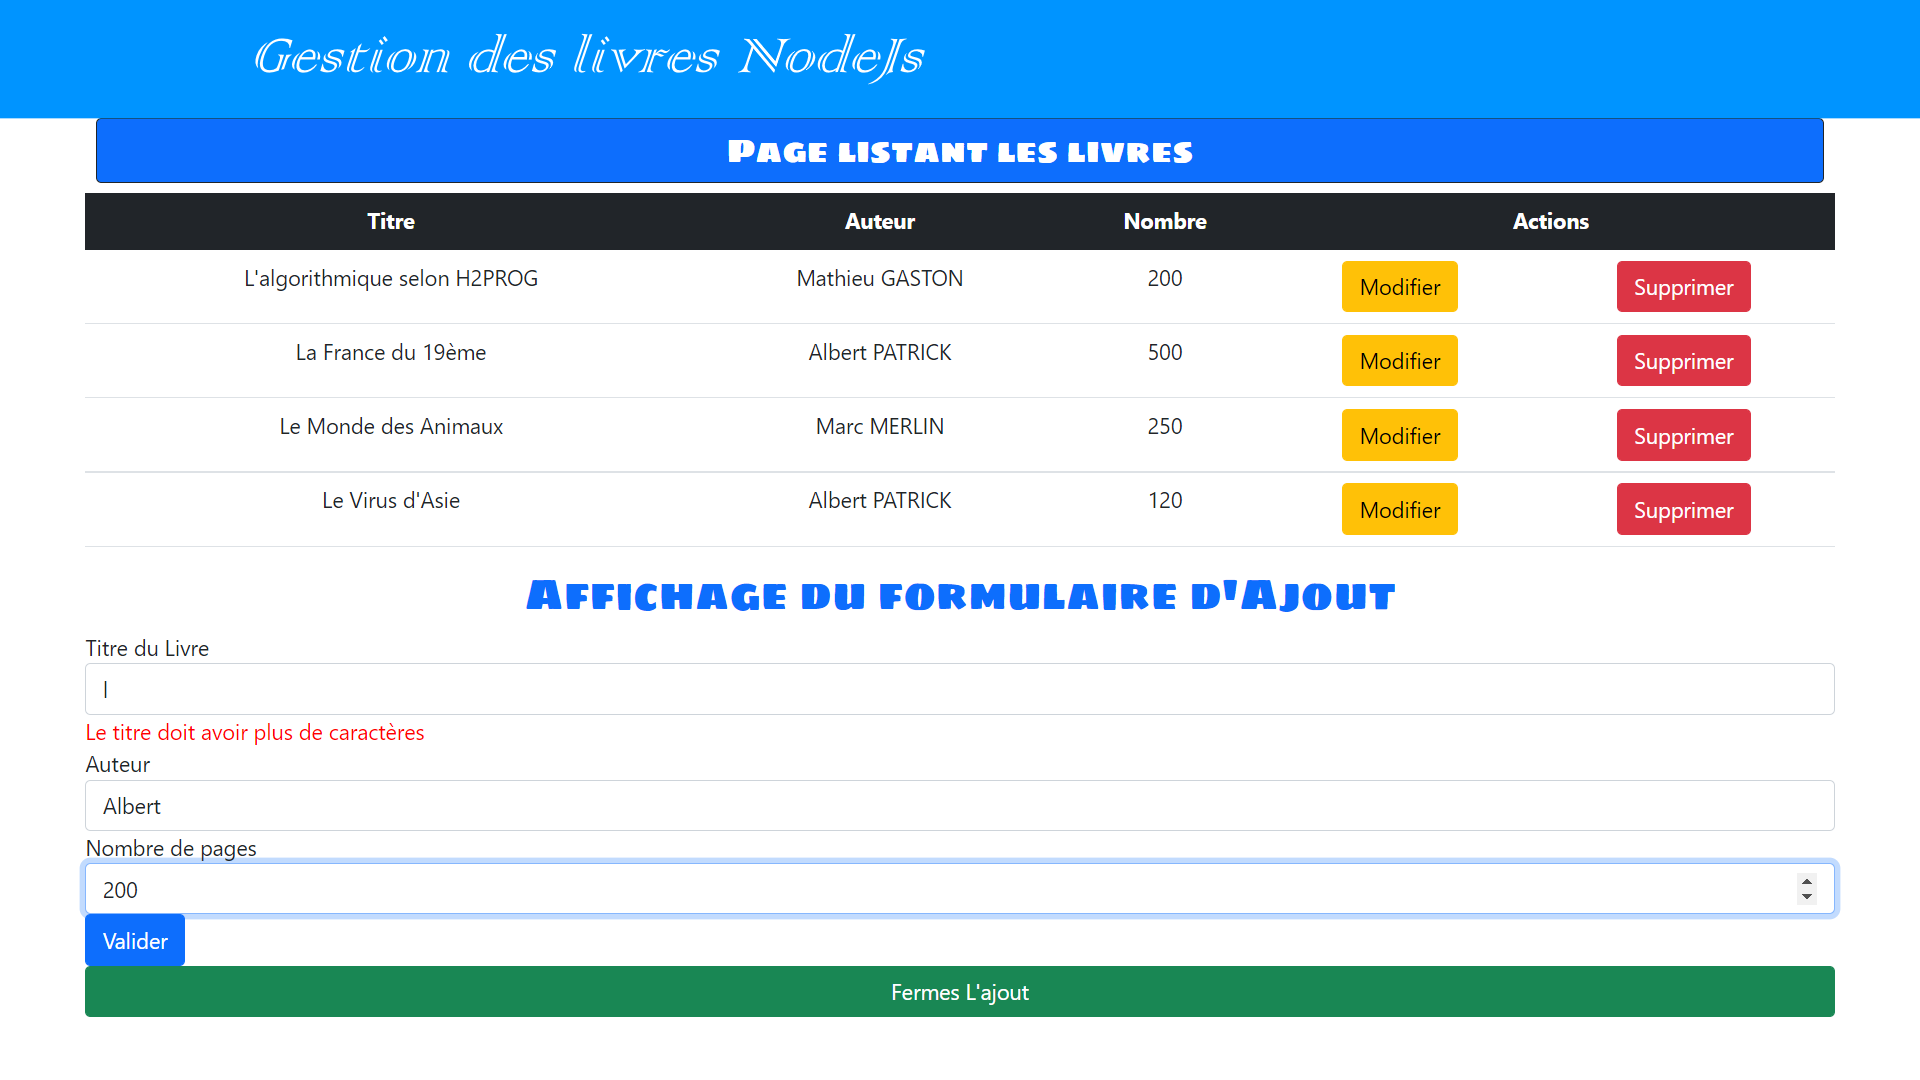 Gestion des livres NodeJs
Page listant les livres
Titre Auteur Nombre Actions
L'algorithmique selon H2PROG Mathieu GASTON 200 Modifier Supprimer
La France du 19ème Albert PATRICK 500 Modifier Supprimer
Le Monde des Animaux Marc MERLIN 250 Modifier Supprimer
Le Virus d'Asie Albert PATRICK 120 Modifier Supprimer
Affichage du formulaire d'Ajout
Titre du Livre
l
Le titre doit avoir plus de caractères
Auteur
Albert
Nombre de pages
200
Valider
Fermes L'ajout